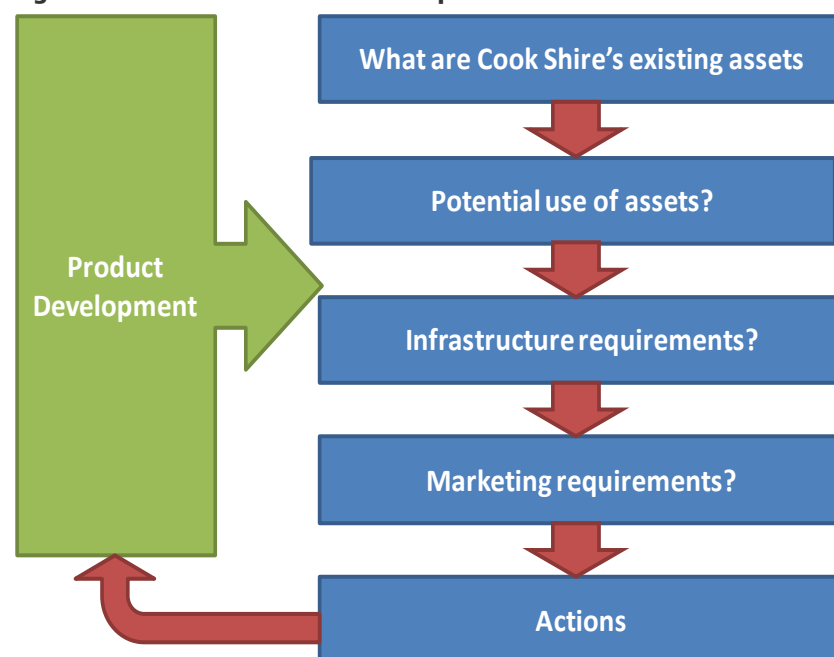 What are Cook Shire's existing assets
Potential use of assets?
Product
Development
Infrastructure requirements?
Marketing requirements?
Actions